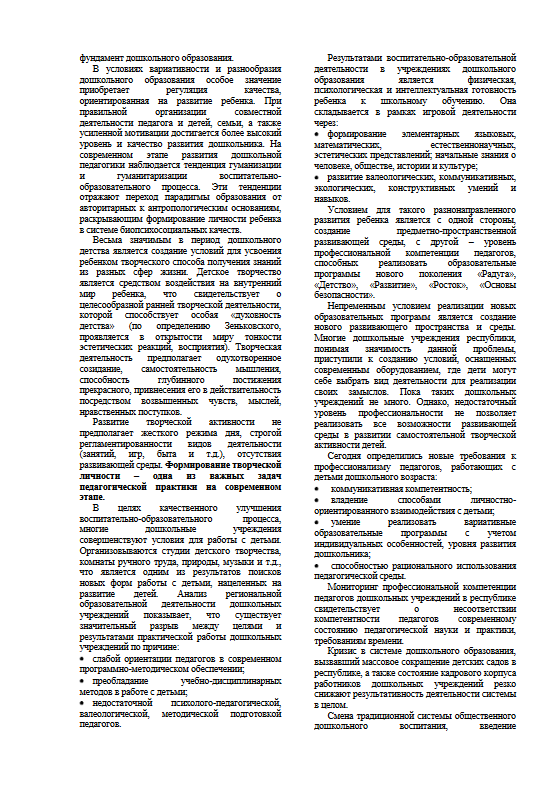 фундамент дошкольного образования.
В условиях вариативности и разнообразия
дошкольного образования особое значение
приобретает регуляция качества,
ориентированная на развитие ребенка. При
правильной организации совместной
деятельности педагога и детей, семьи, а также
усиленной мотивации достигается более высокий
уровень и качество развития дошкольника. На
современном этапе развития дошкольной
педагогики наблюдается тенденция гуманизации
и гуманитаризации воспитательно-
образовательного процесса. Эти тенденции
отражают переход парадигмы образования от
авторитарных к антропологическим основаниям,
раскрывающим формирование личности ребенка
в системе биопсихосоциальных качеств.
Весьма значимым в период дошкольного
детства является создание условий для усвоения
ребенком творческого способа получения знаний
из разных сфер жизни. Детское творчество
является средством воздействия на внутренний
мир ребенка, что свидетельствует о
целесообразной ранней творческой деятельности,
которой способствует особая «духовность
детства» (по определению Зеньковского,
проявляется в открытости миру тонкости
эстетических реакций, восприятия). Творческая
деятельность предполагает одухотворенное
созидание, самостоятельность мышления,
способность глубинного постижения
прекрасного, привнесения его в действительность
посредством возвышенных чувств, мыслей,
нравственных поступков.
Развитие творческой активности не
предполагает жесткого режима дня, строгой
регламентированности видов деятельности
(занятий, игр, быта и т.д.), отсутствия
развивающей среды. Формирование творческой
личности – одна из важных задач
педагогической практики на современном
этапе.
В целях качественного улучшения
воспитательно-образовательного процесса,
многие дошкольные учреждения
совершенствуют условия для работы с детьми.
Организовываются студии детского творчества,
комнаты ручного труда, природы, музыки и т.д.,
что является одним из результатов поисков
новых форм работы с детьми, нацеленных на
развитие детей. Анализ региональной
образовательной деятельности дошкольных
учреждений показывает, что существует
значительный разрыв между целями и
результатами практической работы дошкольных
учреждений по причине:
• слабой ориентации педагогов в современном
программно-методическом обеспечении;
• преобладание учебно-дисциплинарных
методов в работе с детьми;
• недостаточной психолого-педагогической,
валеологической, методической подготовкой
педагогов.
Результатами воспитательно-образовательной
деятельности в учреждениях дошкольного
образования является физическая,
психологическая и интеллектуальная готовность
ребенка к школьному обучению. Она
складывается в рамках игровой деятельности
через:
• формирование элементарных языковых,
математических, естественнонаучных,
эстетических представлений; начальные знания о
человеке, обществе, истории и культуре;
• развитие валеологических, коммуникативных,
экологических, конструктивных умений и
навыков.
Условием для такого разнонаправленного
развития ребенка является с одной стороны,
создание предметно-пространственной
развивающей среды, с другой – уровень
профессиональной компетенции педагогов,
способных реализовать образовательные
программы нового поколения «Радуга»,
«Детство», «Развитие», «Росток», «Основы
безопасности».
Непременным условием реализации новых
образовательных программ является создание
нового развивающего пространства и среды.
Многие дошкольные учреждения республики,
понимая значимость данной проблемы,
приступили к созданию условий, оснащенных
современным оборудованием, где дети могут
себе выбрать вид деятельности для реализации
своих замыслов. Пока таких дошкольных
учреждений не много. Однако, недостаточный
уровень профессиональности не позволяет
реализовать все возможности развивающей
среды в развитии самостоятельной творческой
активности детей.
Сегодня определились новые требования к
профессионализму педагогов, работающих с
детьми дошкольного возраста:
• коммуникативная компетентность;
• владение способами личностно-
ориентированного взаимодействия с детьми;
• умение реализовать вариативные
образовательные программы с учетом
индивидуальных особенностей, уровня развития
дошкольника;
• способностью рационального использования
педагогической среды.
Мониторинг профессиональной компетенции
педагогов дошкольных учреждений в республике
свидетельствует о несоответствии
компетентности педагогов современному
состоянию педагогической науки и практики,
требованиям времени.
Кризис в системе дошкольного образования,
вызвавший массовое сокращение детских садов в
республике, а также состояние кадрового корпуса
работников дошкольных учреждений резко
снижают результативность деятельности системы
в целом.
Смена традиционной системы общественного
дошкольного воспитания, введение